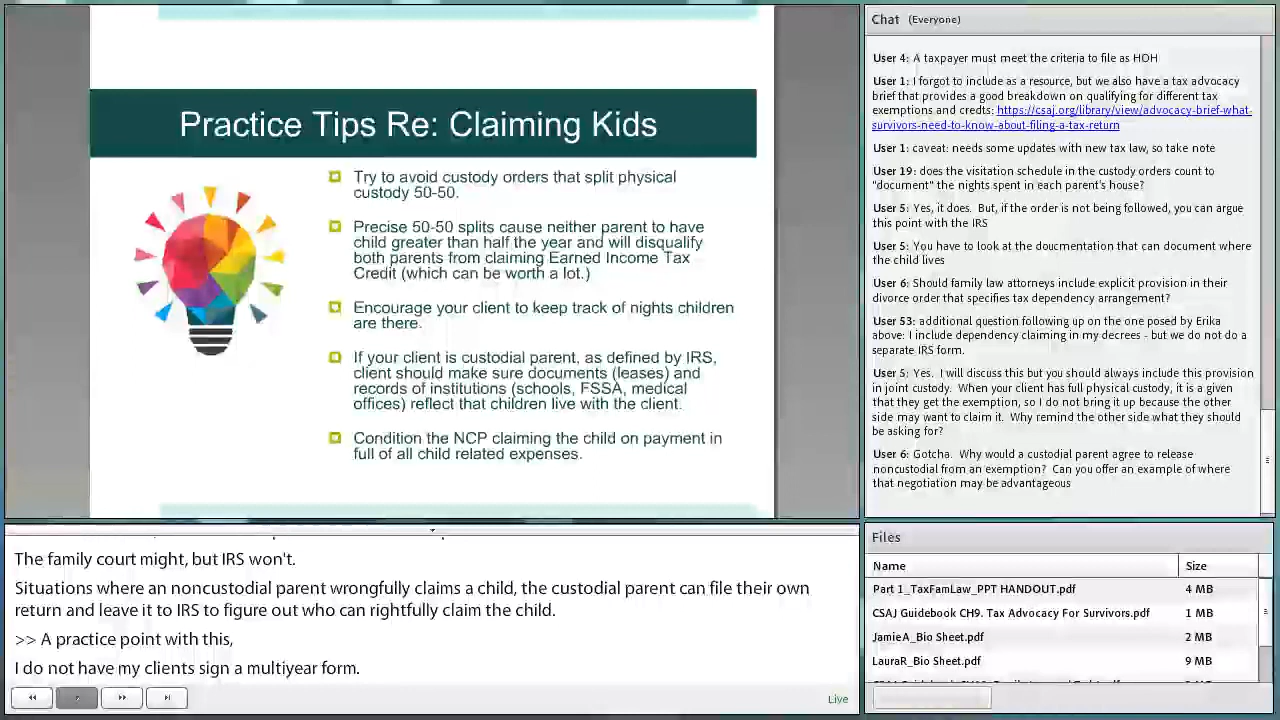 Practice Tips Re: Claiming Kids
Try to avoid custody orders that split physical
custody 50-50.
Precise 50-50 splits cause neither parent to have
child greater than half the year and will disqualify
both parents from claiming Earned Income Tax
Credit (which can be worth a lot.)
Encourage your client to keep track of nights children
are there.
If your client is custodial parent, as defined by IRS,
client should make sure documents (leases) and
records of institutions (schools, FSSA, medical
offices) reflect that children live with the client.
Condition the NCP claiming the child on payment in
full of all child related expenses.
The family court might, but IRS won't.
Situations where an noncustodial parent wrongfully claims a child, the custodial parent can file their own
return and leave it to IRS to figure out who can rightfully claim the child.
>> A practice point with this,
I do not have my clients sign a multiyear form.
Live
Chat (Everyone)
User 4: A taxpayer must meet the criteria to file as HOH
User 1: I forgot to include as a resource, but we also have a tax advocacy
brief that provides a good breakdown on qualifying for different tax
exemptions and credts: https://csaj.org/library/view/advocacy-brief-what-
survivors-need-to-know-about-filing-a-tax-return
User 1: caveat: needs some updates with new tax law, so take note
User 19: does the visitation schedule in the custody orders count to
"document" the nights spent in each parent's house?
User 5: Yes, it does. But, if the order is not being followed, you can argue
this point with the IRS
User 5: You have to look at the doucmentation that can document where
the child lives
User 6: Should family law attorneys include explicit provision in their
divorce order that specifies tax dependency arrangement?
User 53: additional question following up on the one posed by Erika
above: I include dependency claiming in my decrees - but we do not do a
separate IRS form.
User 5: Yes. I will discuss this but you should always include this provision
in joint custody. When your client has full physical custody, it is a given
that they get the exemption, so I do not bring it up because the other
side may want to claim it. Why remind the other side what they should
be asking for?
User 6: Gotcha. Why would a custodial parent agree to release
noncustodial from an exemption? Can you offer an example of where
that negotiation may be advantageous
Files
Name Size
Part 1_TaxFamLaw_PPT HANDOUT.pdf 4 MB
CSAJ Guidebook CH9. Tax Advocacy For Survivors.pdf 1 MB
JamieA_Bio Sheet.pdf 2 MB
LauraR_Bio Sheet.pdf 9 MB